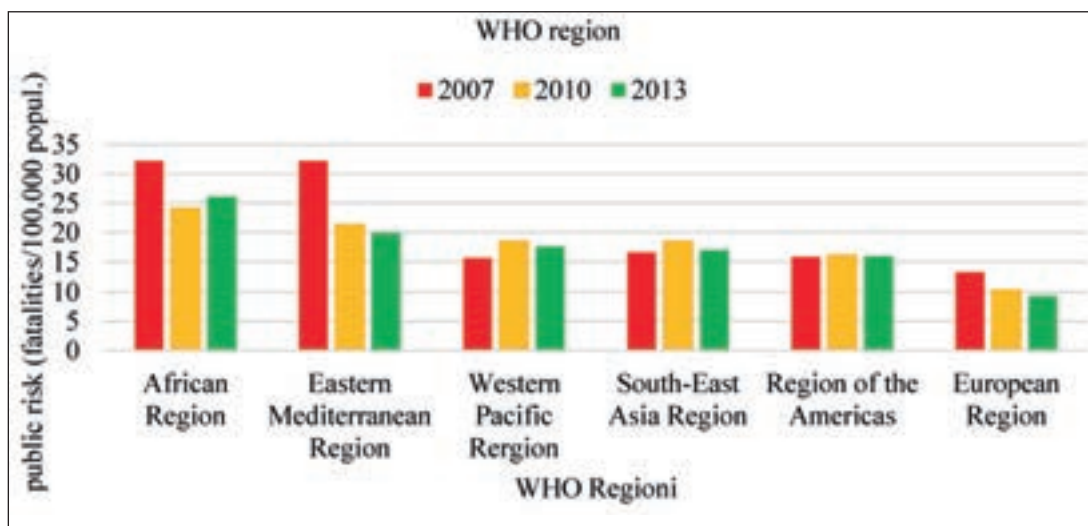 WHO region
2007 2010 2013
public risk (fatalities/100,000 popul.)
35
30
25
20
15
10
5
0
African
Region
Eastern
Mediterranean
Region
Western
Pacific
Rergion
South-East
Asia Region
Region of the
Americas
European
Region
WHO Regioni